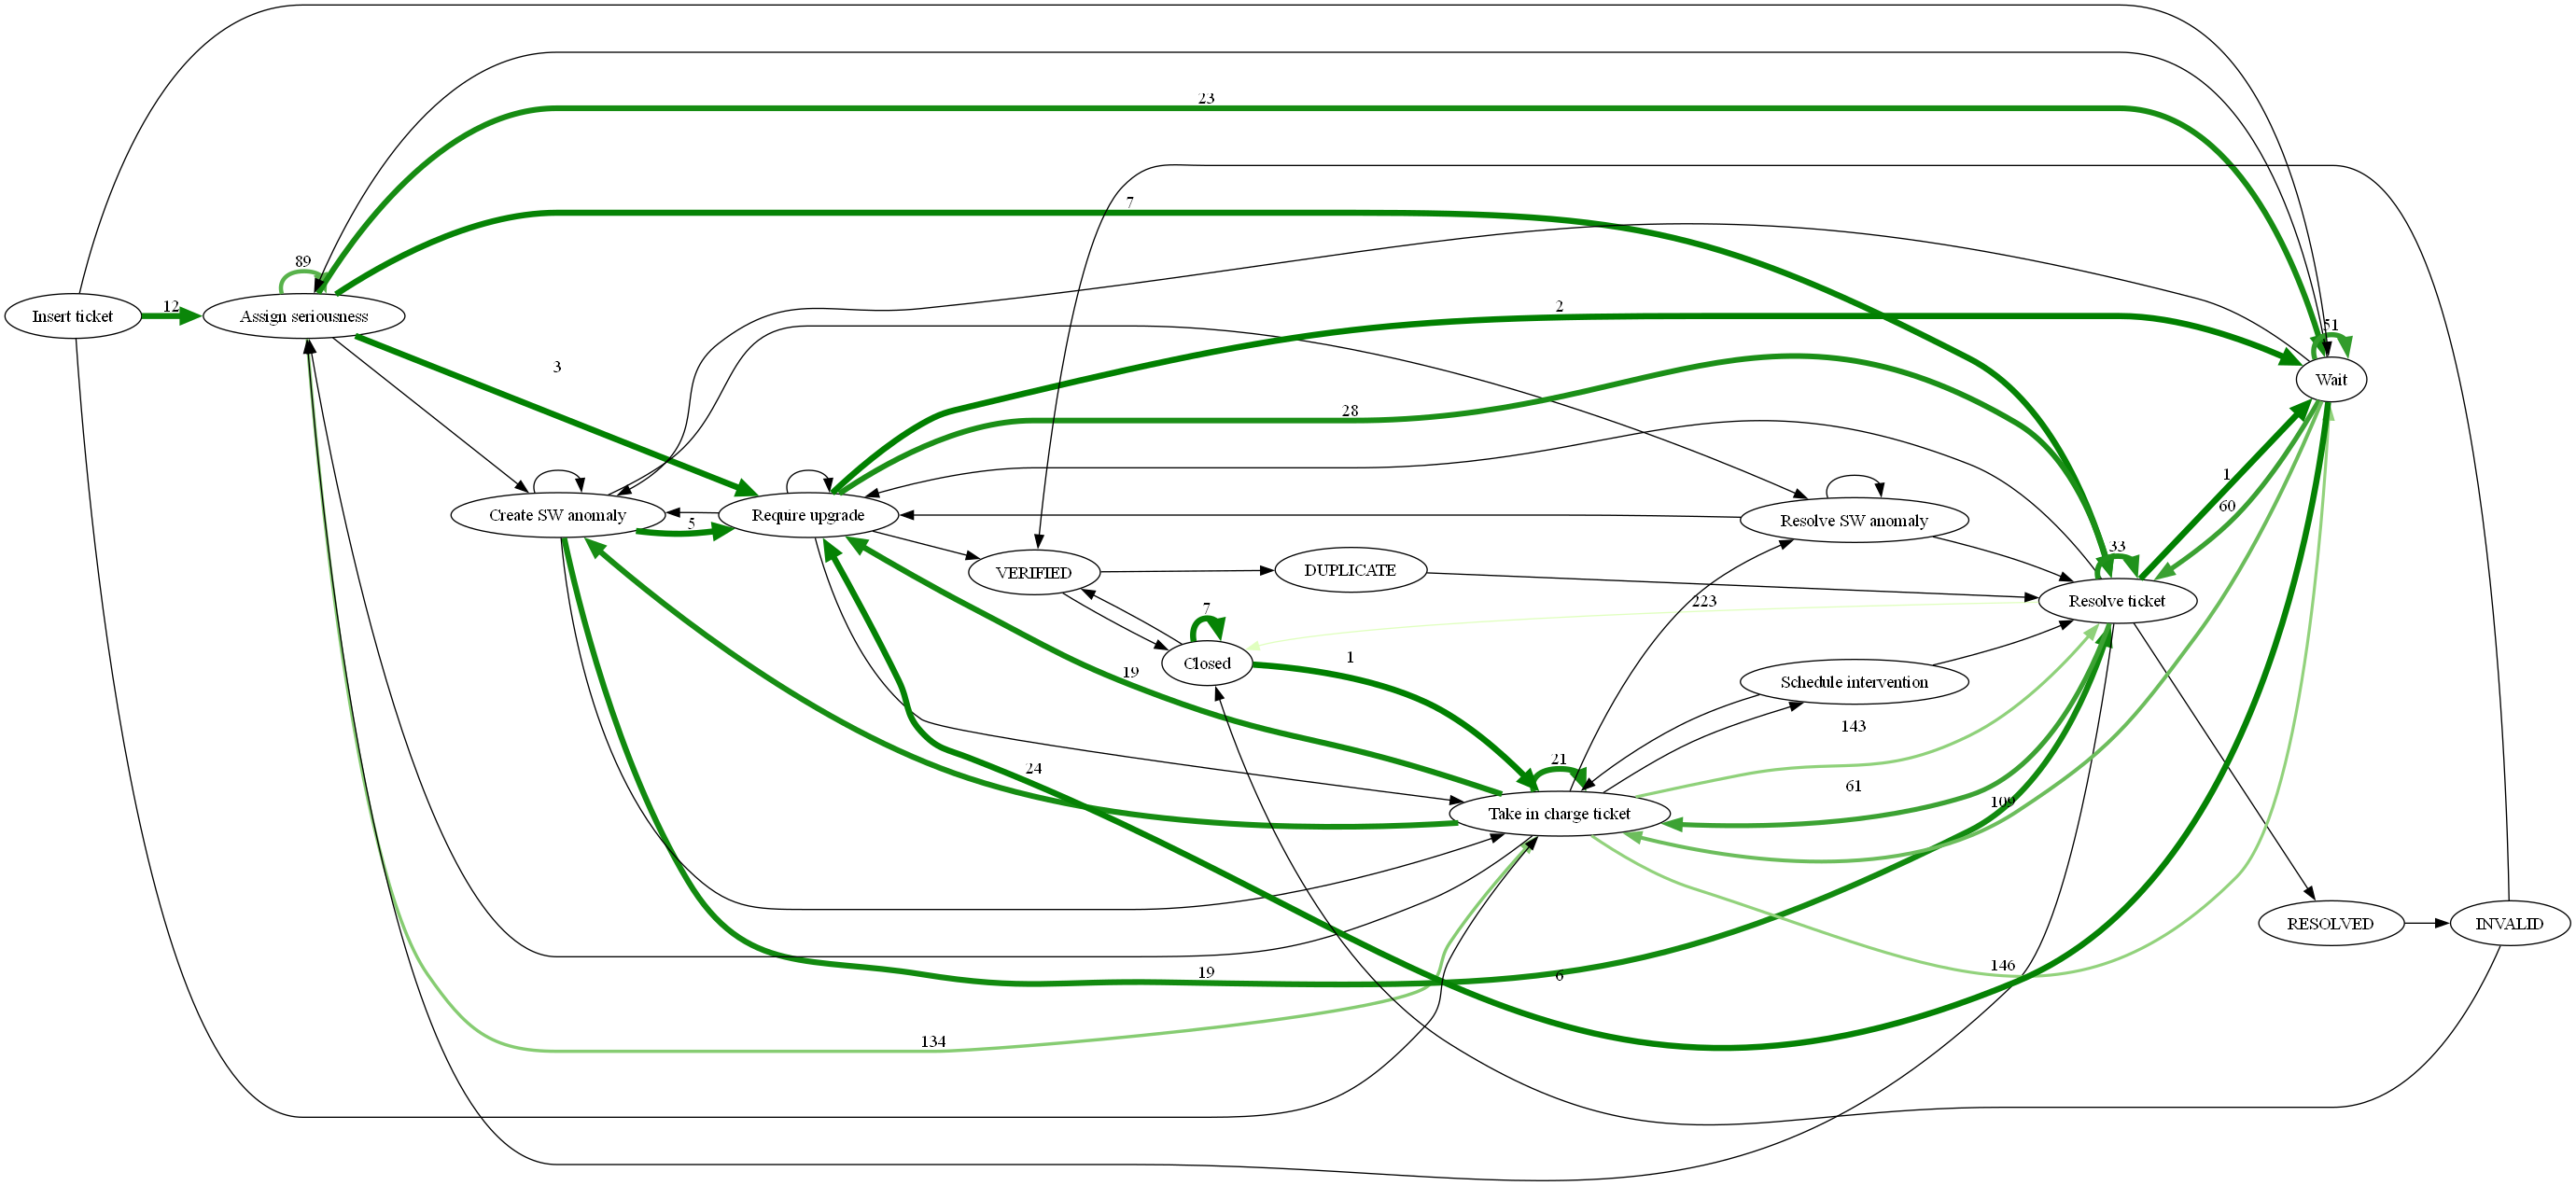 23
7
89
12
Insert ticket
Assign seriousness
2
51
3
Wait
28
1
5
60
Create SW anomaly
Require upgrade
Resolve SW anomaly
33
VERIFIED
DUPLICATE
223
Resolve ticket
7
Closed
1
19
Schedule intervention
143
24
21
61
109
Take in charge ticket
RESOLVED
INVALID
19
6
146
134